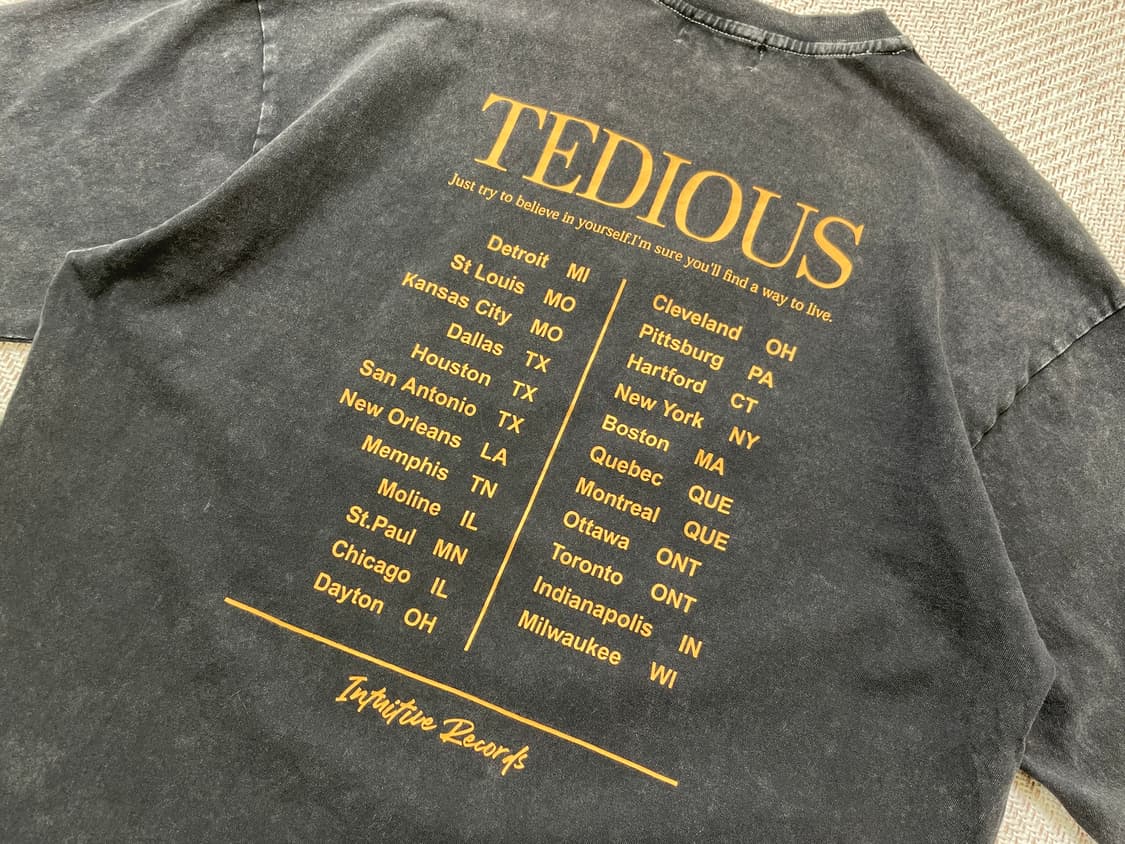 TEDIOUS
Just try to believe in yourself.I'm sure you'll find a way to live.
Detroit MI
St Louis MO
Kansas City MO
Dallas TX
Houston TX
San Antonio TX
New Orleans LA
Memphis TN
Moline IL
St.Paul MN
Chicago IL
Dayton OH
Cleveland OH
Pittsburg PA
Hartford CT
New York NY
Boston MA
Quebec QUE
Montreal QUE
Ottawa ONT
Toronto ONT
Indianapolis IN
Milwaukee WI
Intuitive Records